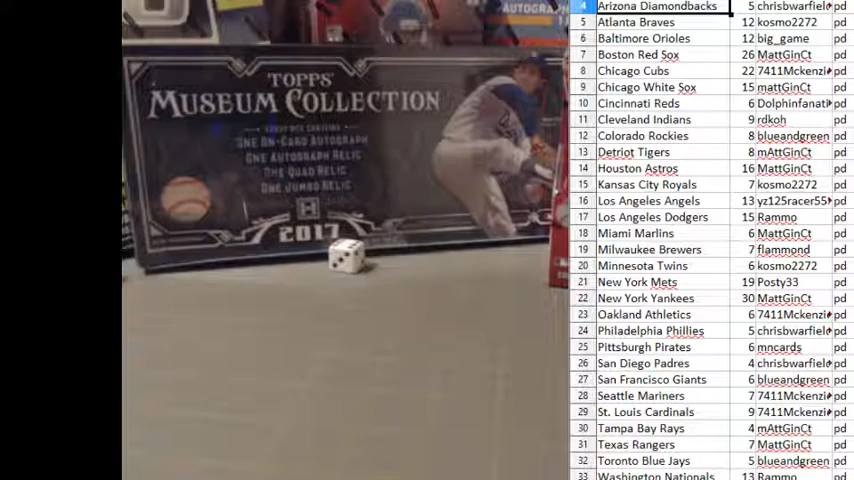 TOPPS
MUSEUM COLLECTION
EACH BOX CONTAINS
ONE ON-CARD AUTOGRAPH
ONE AUTOGRAPH RELIC
ONE QUAD RELIC
ONE JUMBO RELIC
2017
4 Arizona Diamondbacks 5 chrisbwarfiel pd
5 Atlanta Braves 12 kosmo2272 pd
6 Baltimore Orioles 12 big_game pd
7 Boston Red Sox 26 MattGinCt pd
8 Chicago Cubs 22 7411Mckenzi pd
9 Chicago White Sox 15 mattGinCt pd
10 Cincinnati Reds 6 Dolphinfanati pd
11 Cleveland Indians 9 rdkoh pd
12 Colorado Rockies 8 blueandgreen pd
13 Detriot Tigers 8 mAttGinCt pd
14 Houston Astros 16 MattGinCt pd
15 Kansas City Royals 7 kosmo2272 pd
16 Los Angeles Angels 13 yz125racer55 pd
17 Los Angeles Dodgers 15 Rammo pd
18 Miami Marlins 6 MattGinCt pd
19 Milwaukee Brewers 7 flammond pd
20 Minnesota Twins 6 kosmo2272 pd
21 New York Mets 19 Posty33 pd
22 New York Yankees 30 MattGinCt pd
23 Oakland Athletics 6 7411Mckenzi pd
24 Philadelphia Phillies 5 chrisbwarfiel pd
25 Pittsburgh Pirates 6 mncards pd
26 San Diego Padres 4 chrisbwarfiel pd
27 San Francisco Giants 6 blueandgreen pd
28 Seattle Mariners 7 7411Mckenzi pd
29 St. Louis Cardinals 9 7411Mckenzi pd
30 Tampa Bay Rays 4 mAttGinCt pd
31 Texas Rangers 7 MattGinCt pd
32 Toronto Blue Jays 5 blueandgreen pd
33 Washington Nationals 13 Rammo pd